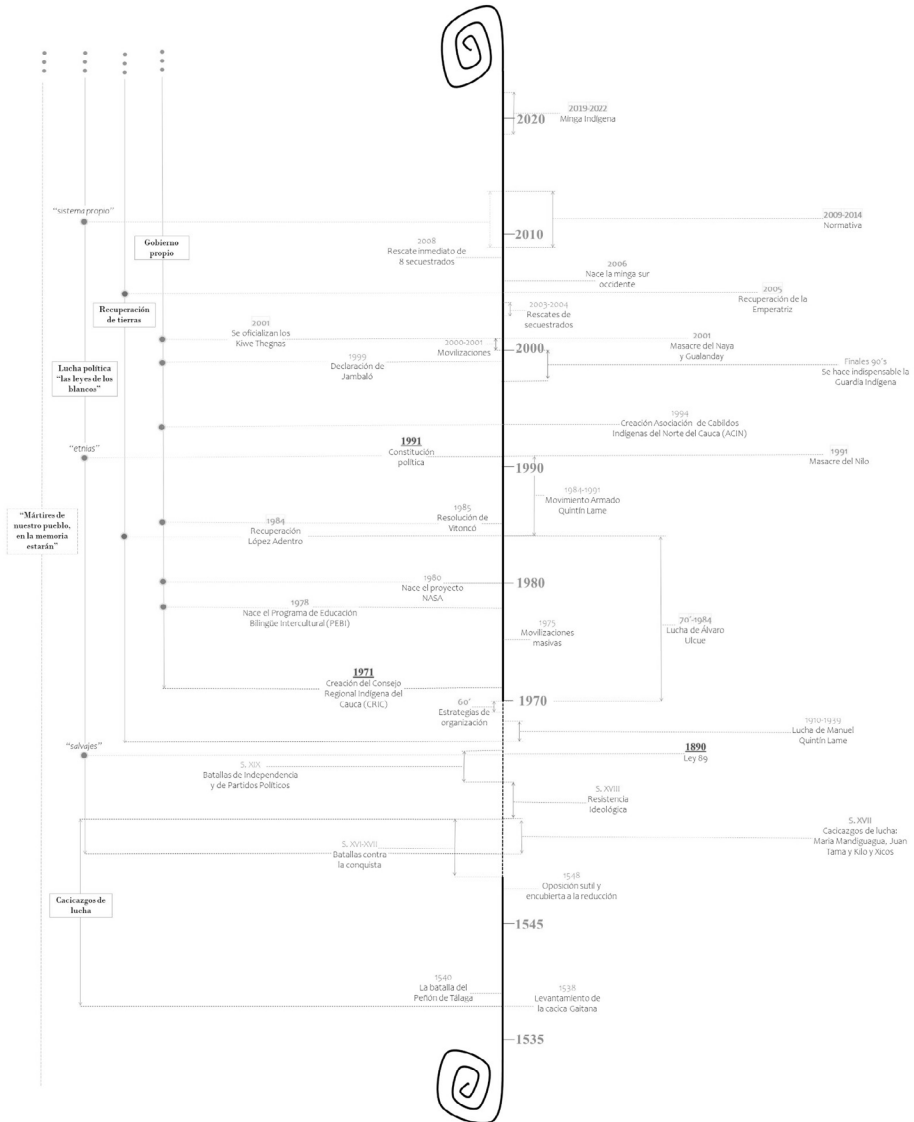 2019-2022
Minga Indígena
2020
"sistema propio"
2009-2014
Normativa
2010
Gobierno
propio
2008
Rescate inmediato de
8 secuestrados
2006
Nace la minga sur
occidente
2005
Recuperación de la
Emperatriz
Recuperación
de tierras
2003-2004
Rescates de
secuestrados
2001
Se oficializan los
Kiwe Thegnas
2000-2001
Movilizaciones
2000
2001
Masacre del Naya
y Gualanday
1999
Declaración de
Jambaló
Finales 90's
Se hace indispensable la
Guardia Indígena
Lucha política
"las leyes de los
blancos"
1994
Creación Asociación de Cabildos
Indígenas del Norte del Cauca (ACIN)
"etnias"
1991
Constitución
política
1991
Masacre del Nilo
1990
1984-1991
Movimiento Armado
Quintín Lame
"Mártires de
nuestro pueblo,
en la memoria
estarán"
1985
Resolución de
Vitoncó
1984
Recuperación
López Adentro
1980
Nace el proyecto
NASA
1980
1978
Nace el Programa de Educación
Bilingüe Intercultural (PEBI)
1975
Movilizaciones
masivas
70'-1984
Lucha de Álvaro
Ulcue
1971
Creación del Consejo
Regional Indígena del
Cauca (CRIC)
60'
Estrategias de
organización
1970
1910-1939
Lucha de Manuel
Quintín Lame
"salvajes"
1890
Ley 89
S. XIX
Batallas de Independencia
y de Partidos Políticos
S. XVIII
Resistencia
Ideológica
S. XVI-XVII
Batallas contra
la conquista
S. XVII
Cacicazgos de lucha:
María Mandiguagua, Juan
Tama y Kilo y Xicos
1548
Oposición sutil y
encubierta a la reducción
Cacicazgos de
lucha
1545
1540
La batalla del
Peñón de Tálaga
1538
Levantamiento de
la cacica Gaitana
1535